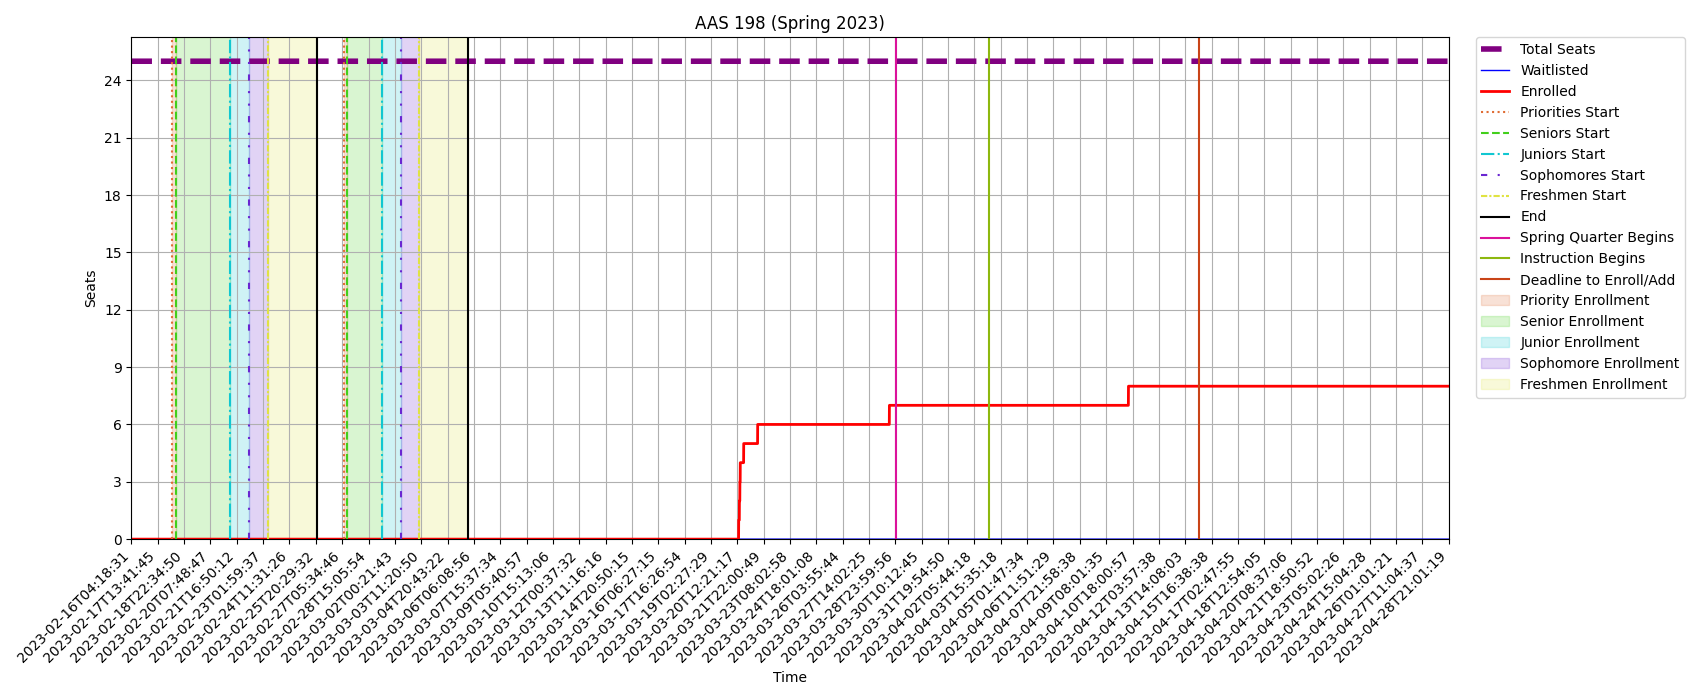 AAS 198 (Spring 2023)
Seats
24
21
18
15
12
9
6
3
0
2023-02-16T04:18:31
2023-02-17T13:41:45
2023-02-18T22:34:50
2023-02-20T07:48:47
2023-02-21T16:50:12
2023-02-23T01:59:37
2023-02-24T11:31:26
2023-02-25T20:29:32
2023-02-27T05:34:46
2023-02-28T15:05:54
2023-03-02T00:21:43
2023-03-03T11:20:50
2023-03-04T20:43:22
2023-03-06T06:08:56
2023-03-07T15:37:34
2023-03-09T05:40:57
2023-03-10T15:13:06
2023-03-12T00:37:32
2023-03-13T11:16:16
2023-03-14T20:50:15
2023-03-16T06:27:15
2023-03-17T16:26:54
2023-03-19T02:27:29
2023-03-20T12:21:17
2023-03-21T22:00:49
2023-03-23T08:02:58
2023-03-24T18:01:08
2023-03-26T03:55:44
2023-03-27T14:02:25
2023-03-28T23:59:56
2023-03-30T10:12:45
2023-03-31T19:54:50
2023-04-02T05:44:18
2023-04-03T15:35:18
2023-04-05T01:47:34
2023-04-06T11:51:29
2023-04-07T21:58:38
2023-04-09T08:01:35
2023-04-10T18:00:57
2023-04-12T03:57:38
2023-04-13T14:08:03
2023-04-15T16:38:38
2023-04-17T02:47:55
2023-04-18T12:54:05
2023-04-20T08:37:06
2023-04-21T18:50:52
2023-04-23T05:02:26
2023-04-24T15:04:28
2023-04-26T01:01:21
2023-04-27T11:04:37
2023-04-28T21:01:19
Time
Total Seats
Waitlisted
Enrolled
Priorities Start
Seniors Start
Juniors Start
Sophomores Start
Freshmen Start
End
Spring Quarter Begins
Instruction Begins
Deadline to Enroll/Add
Priority Enrollment
Senior Enrollment
Junior Enrollment
Sophomore Enrollment
Freshmen Enrollment